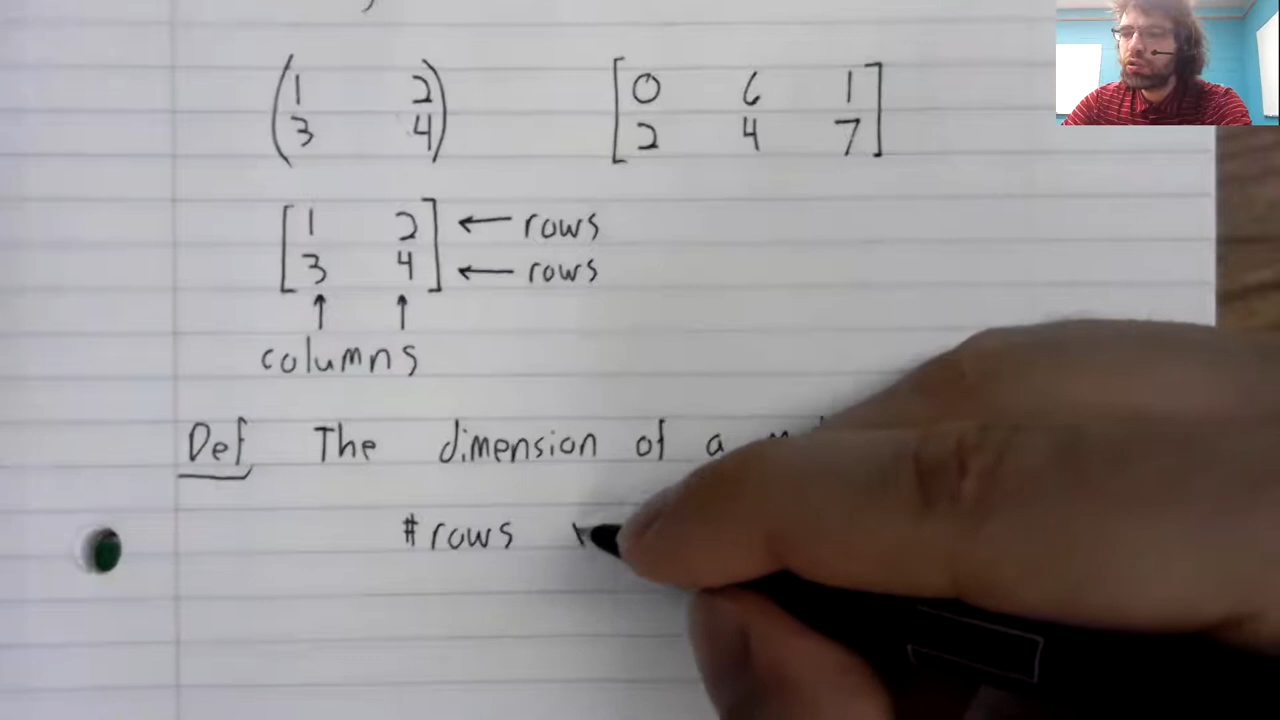 (1 2
3 4)
[0 6 1
2 4 7]
[1 2
3 4]
← rows
← rows
↑ ↑
columns
Def The dimension of a
#rows